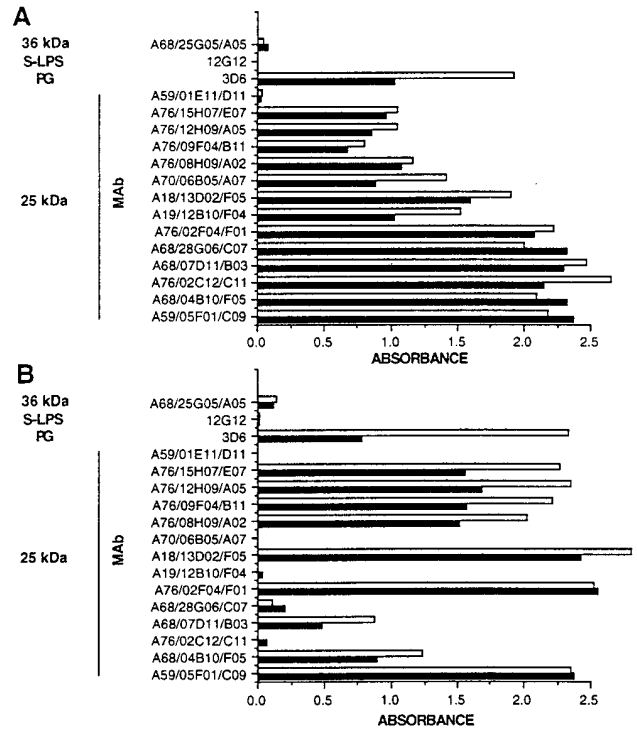 A
36 kDa A68/25G05/A05
S-LPS 12G12
PG 3D6
A59/01E11/D11
A76/15H07/E07
A76/12H09/A05
A76/09F04/B11
A76/08H09/A02
A70/06B05/A07
25 kDa MAb A18/13D02/F05
A19/12B10/F04
A76/02F04/F01
A68/28G06/C07
A68/07D11/B03
A76/02C12/C11
A68/04B10/F05
A59/05F01/C09
0.0 0.5 1.0 1.5 2.0 2.5
ABSORBANCE
B
36 kDa A68/25G05/A05
S-LPS 12G12
PG 3D6
A59/01E11/D11
A76/15H07/E07
A76/12H09/A05
A76/09F04/B11
A76/08H09/A02
A70/06B05/A07
25 kDa MAb A18/13D02/F05
A19/12B10/F04
A76/02F04/F01
A68/28G06/C07
A68/07D11/B03
A76/02C12/C11
A68/04B10/F05
A59/05F01/C09
0.0 0.5 1.0 1.5 2.0 2.5
ABSORBANCE